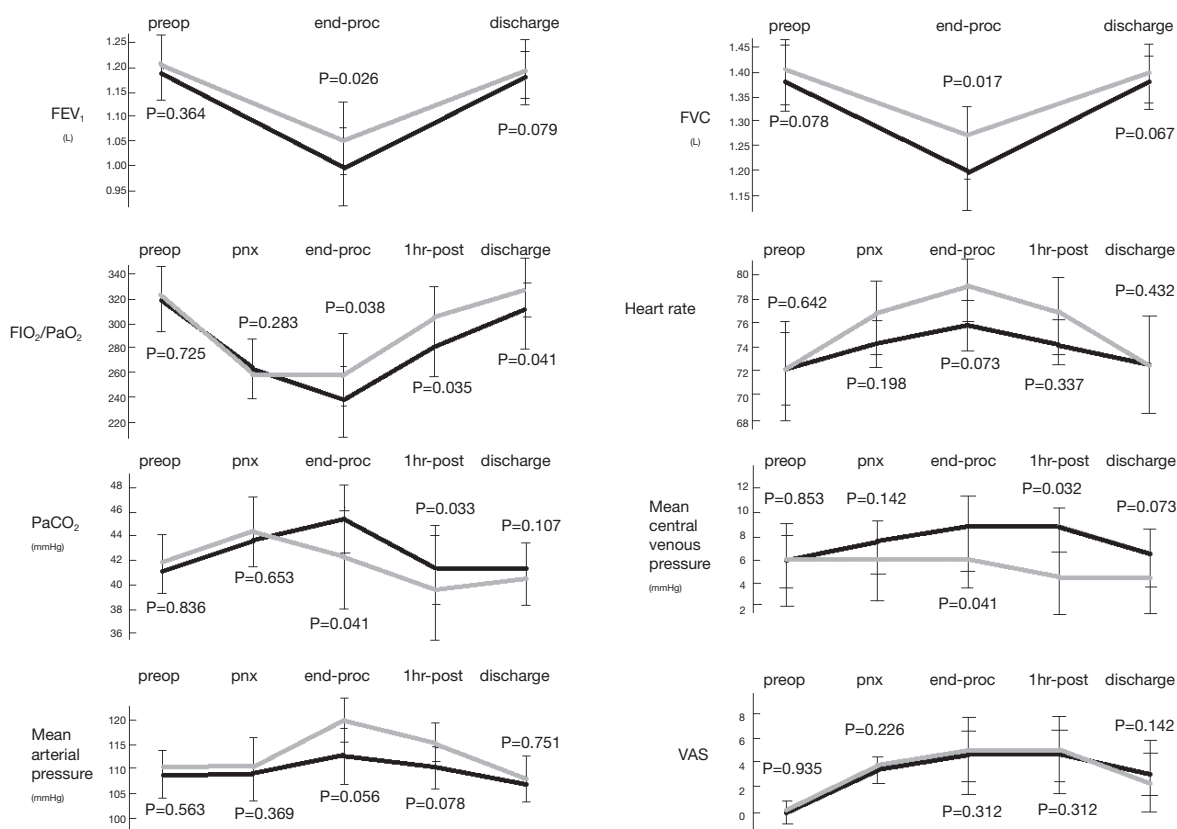 preop end-proc discharge
1.25
1.20
1.15
1.10
1.05
1.00
0.95
FEV1
(L)
P=0.364
P=0.026
P=0.079
preop end-proc discharge
1.45
1.40
1.35
1.30
1.25
1.20
1.15
FVC
(L)
P=0.078
P=0.017
P=0.067
preop pnx end-proc 1hr-post discharge
340
320
300
280
260
240
220
FIO2/PaO2
P=0.725
P=0.283
P=0.038
P=0.035
P=0.041
preop pnx end-proc 1hr-post discharge
80
78
76
74
72
70
68
Heart rate
P=0.642
P=0.198
P=0.073
P=0.337
P=0.432
preop pnx end-proc 1hr-post discharge
48
46
44
42
40
38
36
PaCO2
(mmHg)
P=0.836
P=0.653
P=0.041
P=0.033
P=0.107
preop pnx end-proc 1hr-post discharge
12
10
8
6
4
2
Mean
central
venous
pressure
(mmHg)
P=0.853
P=0.142
P=0.041
P=0.032
P=0.073
preop pnx end-proc 1hr-post discharge
120
115
110
105
100
Mean
arterial
pressure
(mmHg)
P=0.563
P=0.369
P=0.056
P=0.078
P=0.751
preop pnx end-proc 1hr-post discharge
8
6
4
2
0
VAS
P=0.935
P=0.226
P=0.312
P=0.312
P=0.142